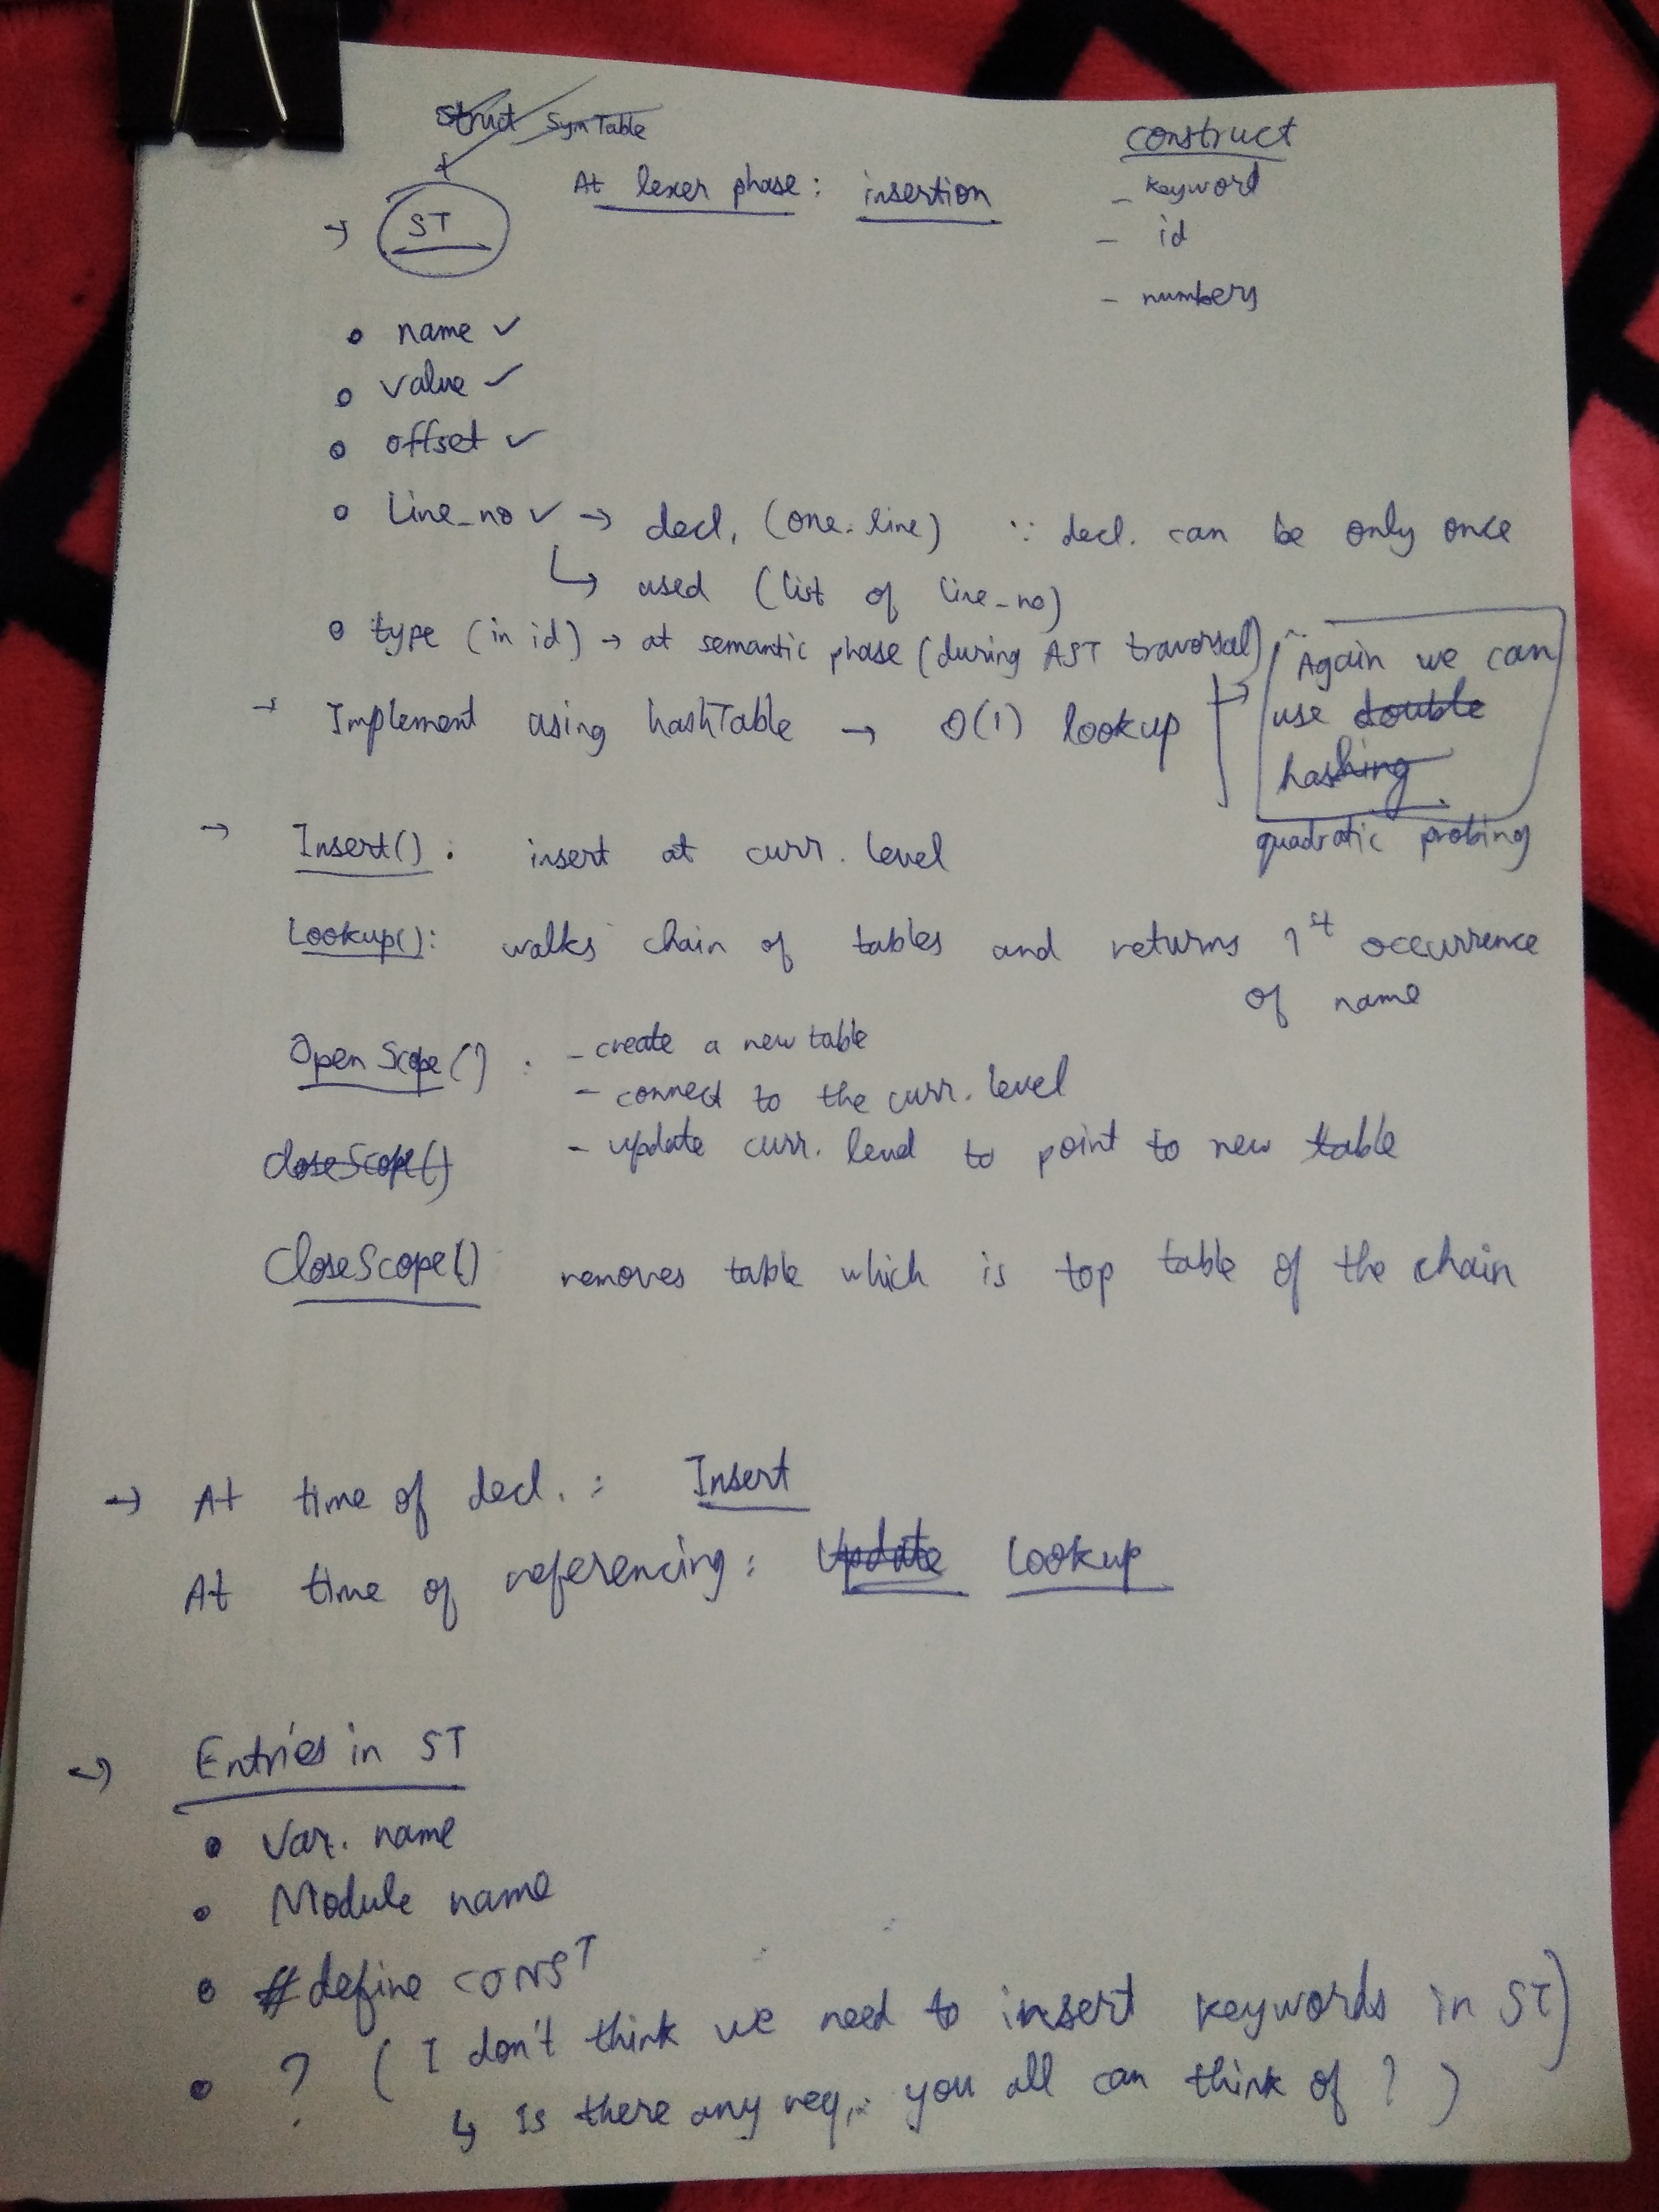 Struct SymTable
At lexer phase : insertion
→ ST
construct
- keyword
- id
- numbers
• name ✓
• value ✓
• offset ✓
• Line_no ✓ → decl. (one line) ∵ decl. can be only once
↳ used (list of line_no)
• type (in id) → at semantic phase (during AST traversal)
→ Implement using hashTable → O(1) lookup
→ Again we can
use double
hashing
quadratic probing
→ Insert() : insert at curr. level
Lookup() : walks chain of tables and returns 1st occurrence
of name
Open Scope () : - create a new table
- connect to the curr. level
- update curr. level to point to new table
closeScope()
CloseScope() removes table which is top table of the chain
→ At time of decl. : Insert
At time of referencing : Update Lookup
→ Entries in ST
• Var. name
• Module name
• #define CONST
• ? (I don't think we need to insert keywords in ST)
↳ Is there any req. you all can think of ? )